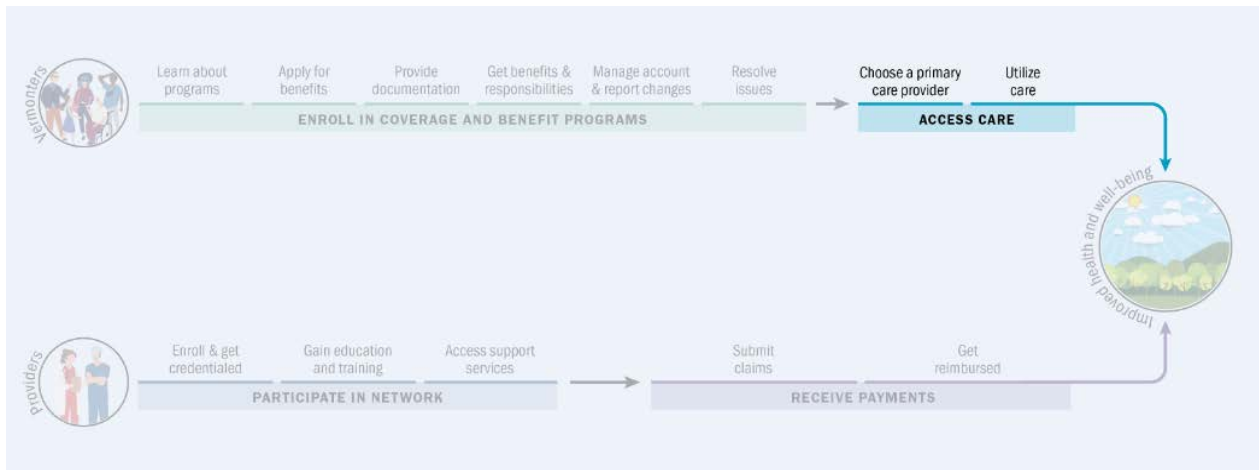 Vermonters
Learn about
programs
Apply for
benefits
Provide
documentation
Get benefits &
responsibilities
Manage account
& report changes
Resolve
issues
ENROLL IN COVERAGE AND BENEFIT PROGRAMS
Choose a primary
care provider
Utilize
care
ACCESS CARE
Improved health and well-being
Providers
Enroll & get
credentialed
Gain education
and training
Access support
services
PARTICIPATE IN NETWORK
Submit
claims
Get
reimbursed
RECEIVE PAYMENTS